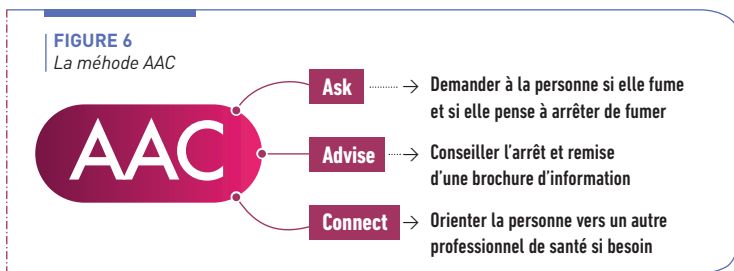 FIGURE 6
La méhode AAC
AAC
Ask
Demander à la personne si elle fume
et si elle pense à arrêter de fumer
Advise
Conseiller l'arrêt et remise
d'une brochure d'information
Connect
Orienter la personne vers un autre
professionnel de santé si besoin